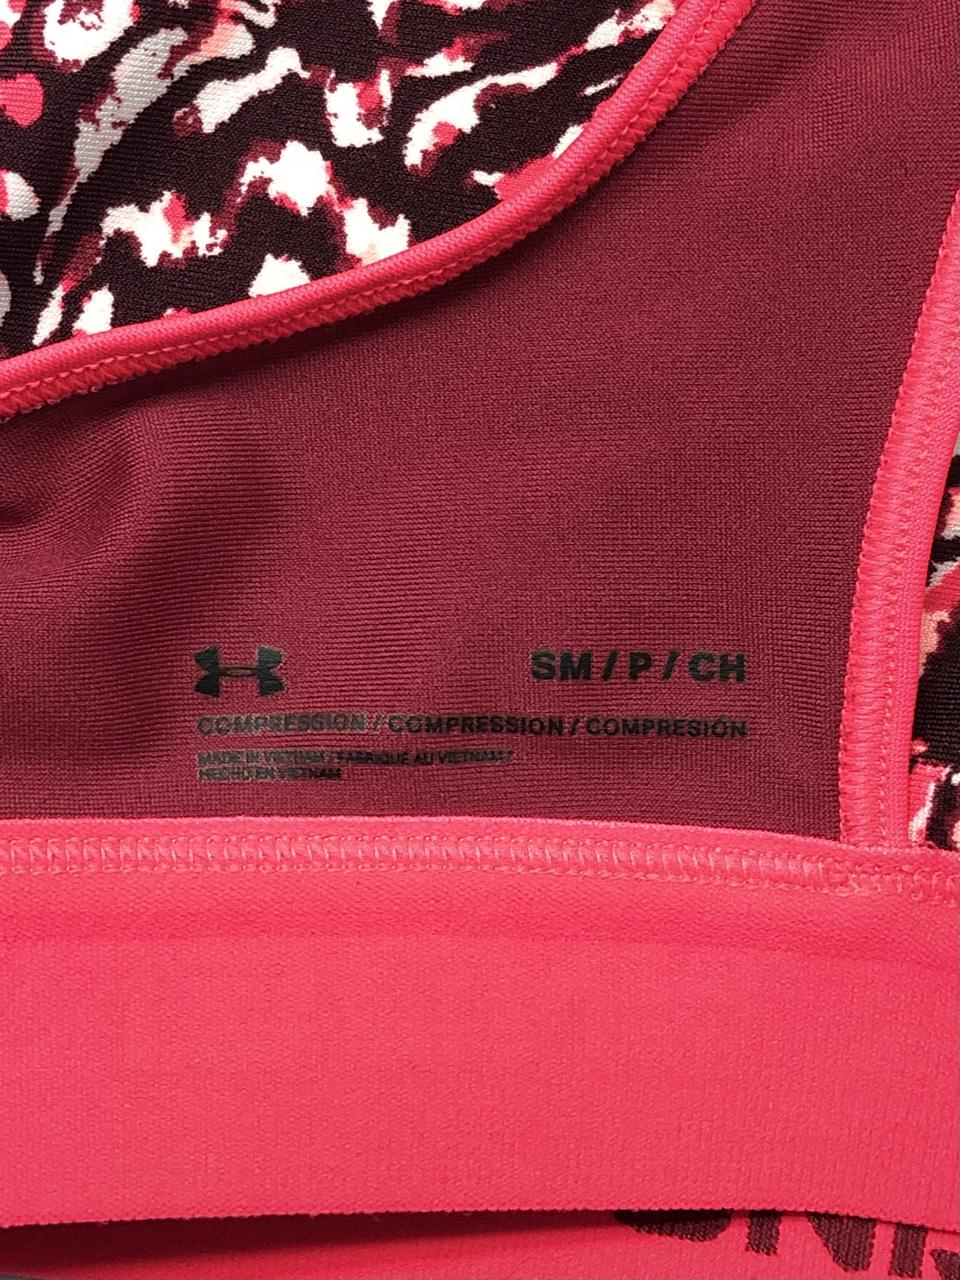 SM / P / CH
COMPRESSION / COMPRESSION / COMPRESIÓN
MADE IN VIETNAM / FABRIQUÉ AU VIETNAM /
HECHO EN VIETNAM